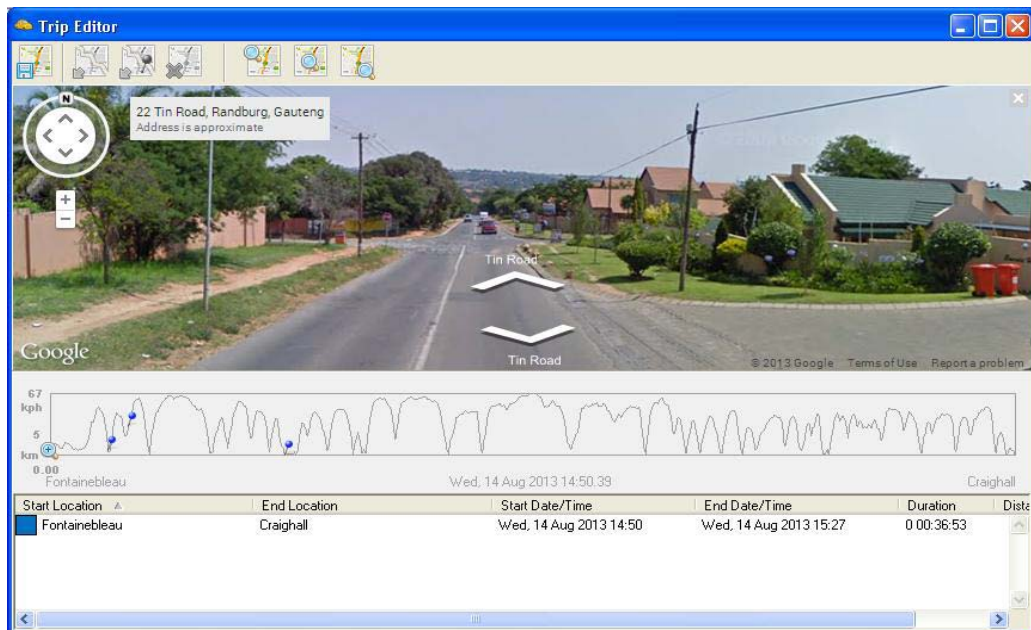 Trip Editor
N
22 Tin Road, Randburg, Gauteng
Address is approximate
+
−
Tin Road
Tin Road
Google
© 2013 Google Terms of Use Report a problem
67
kph
5
km
0.00
Fontainebleau Wed, 14 Aug 2013 14:50.39 Craighall
Start Location End Location Start Date/Time End Date/Time Duration Dista
Fontainebleau Craighall Wed, 14 Aug 2013 14:50 Wed, 14 Aug 2013 15:27 0 00:36:53